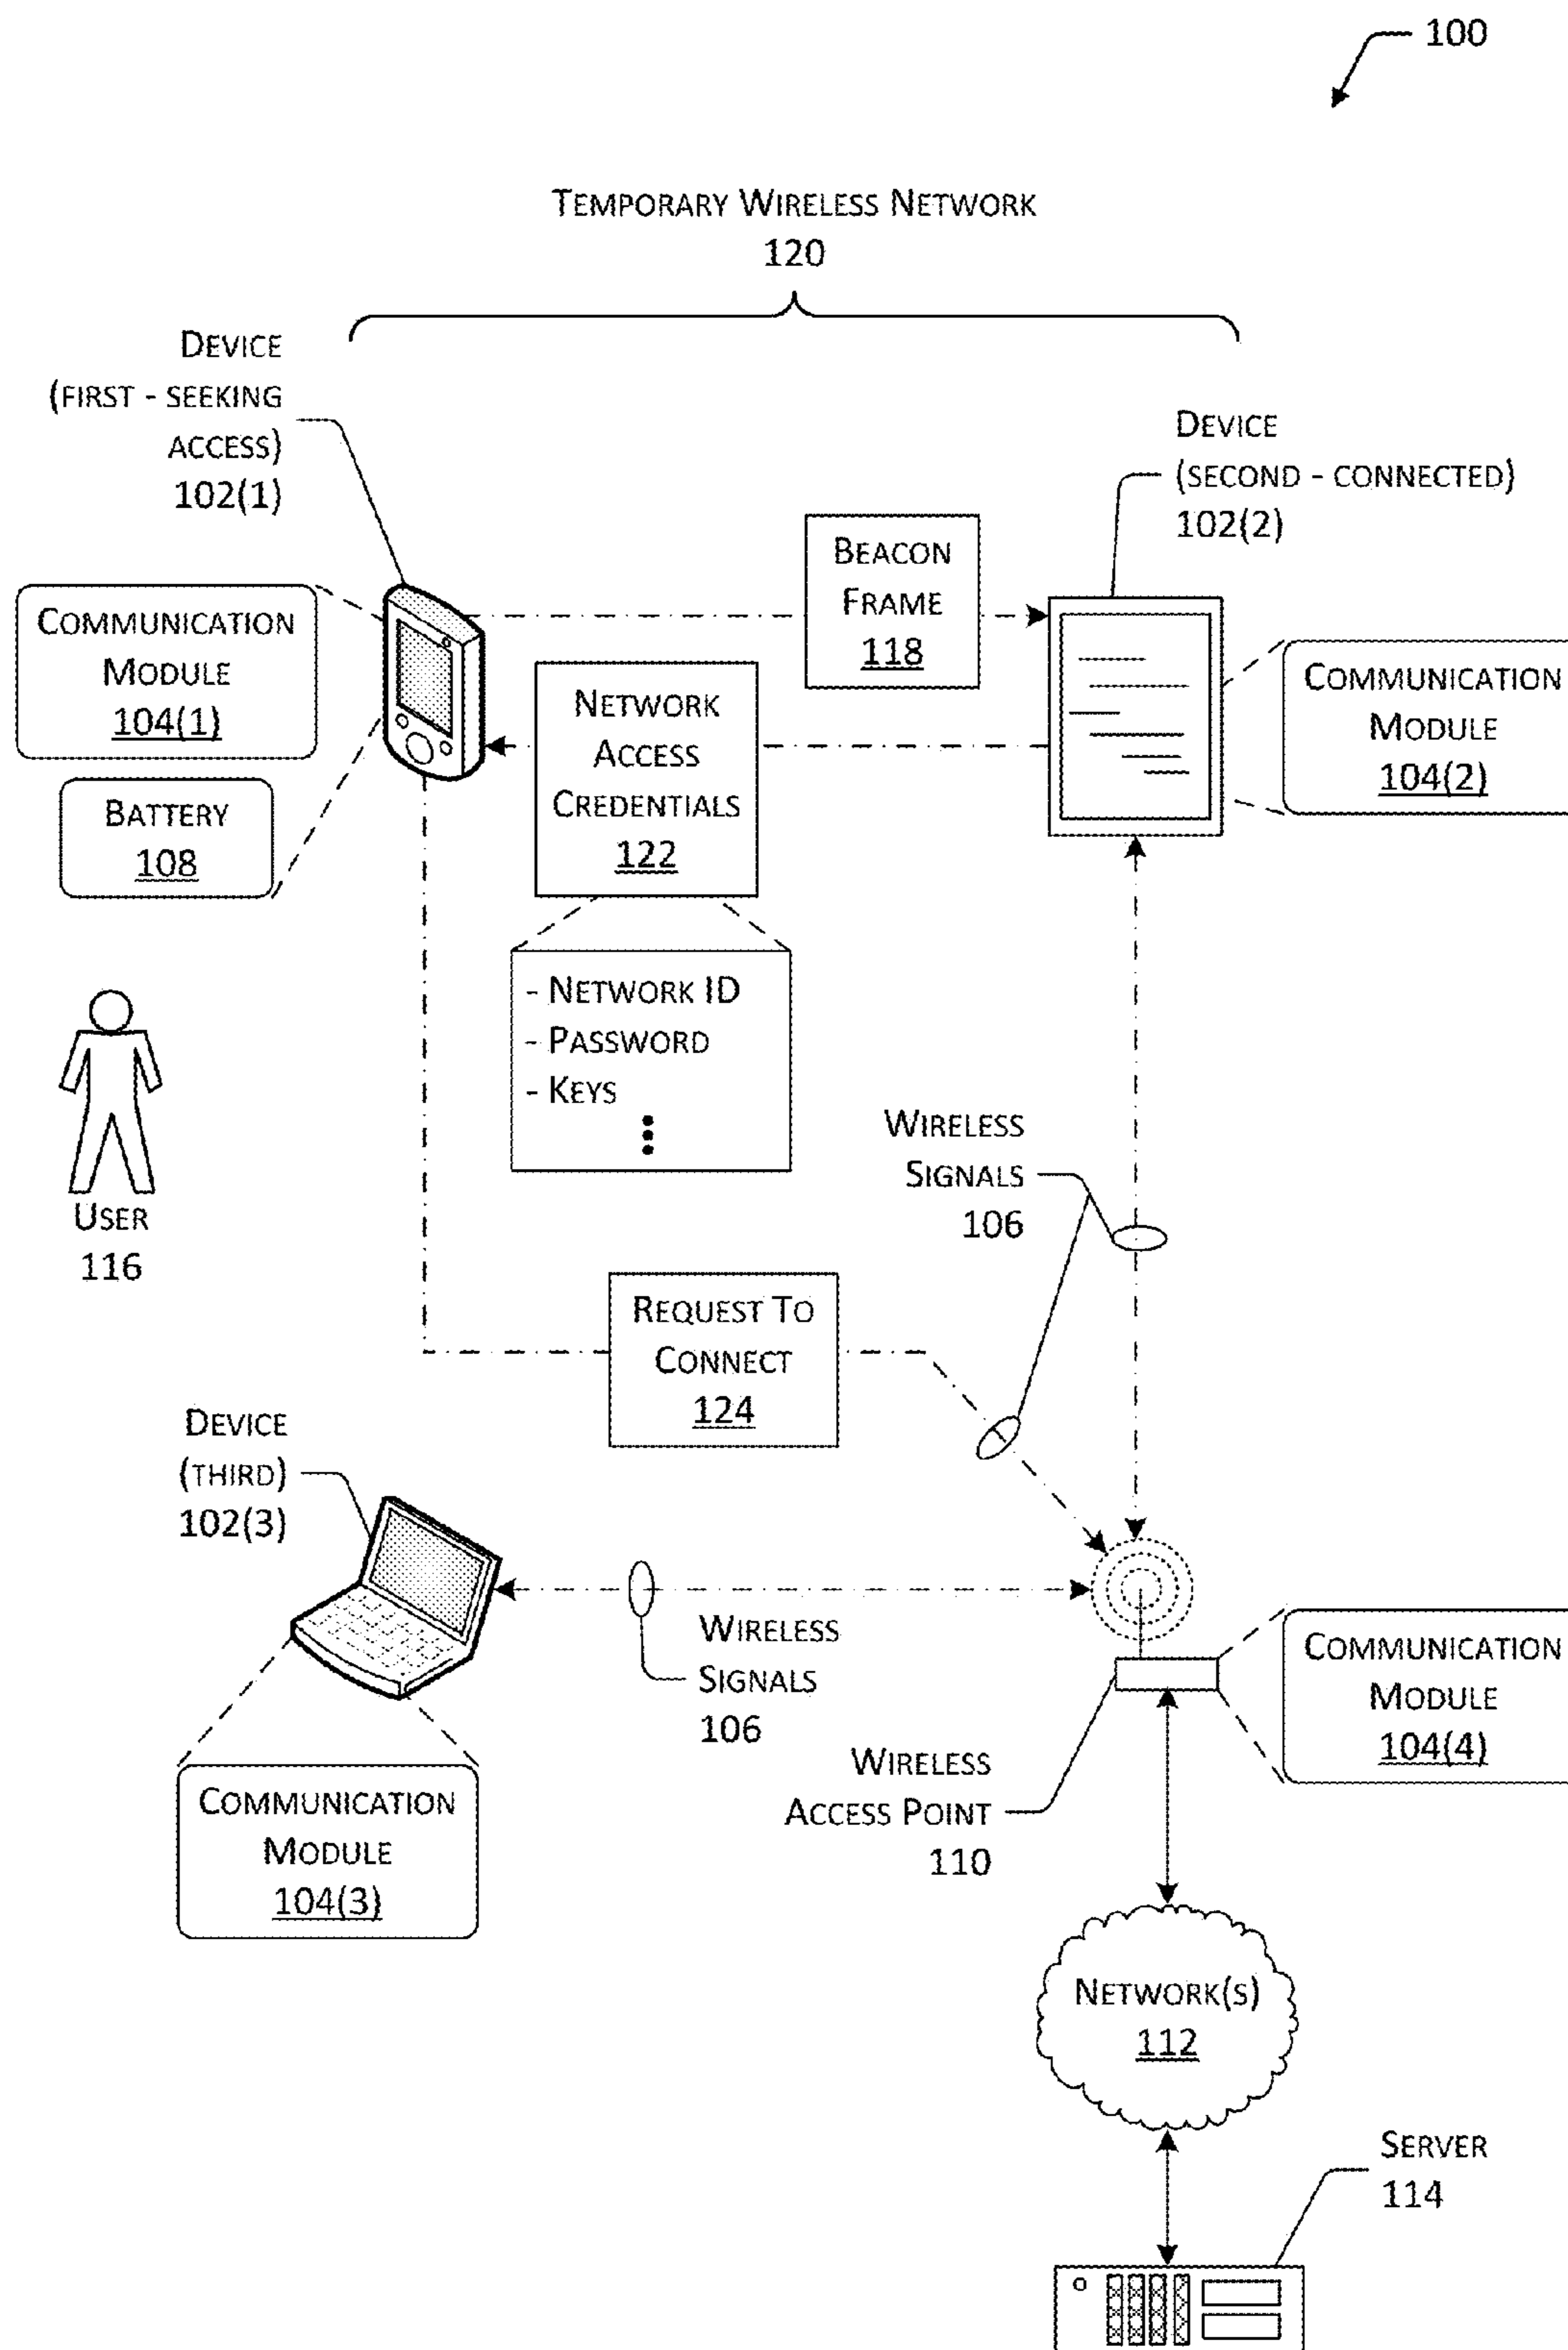 100
TEMPORARY WIRELESS NETWORK
120
DEVICE
(FIRST - SEEKING
ACCESS)
102(1)
DEVICE
(SECOND - CONNECTED)
102(2)
BEACON
FRAME
118
COMMUNICATION
MODULE
104(1)
COMMUNICATION
MODULE
104(2)
NETWORK
ACCESS
CREDENTIALS
122
BATTERY
108
- NETWORK ID
- PASSWORD
- KEYS
USER
116
WIRELESS
SIGNALS
106
REQUEST TO
CONNECT
124
DEVICE
(THIRD)
102(3)
WIRELESS
SIGNALS
106
COMMUNICATION
MODULE
104(4)
WIRELESS
ACCESS POINT
110
COMMUNICATION
MODULE
104(3)
NETWORK(S)
112
SERVER
114